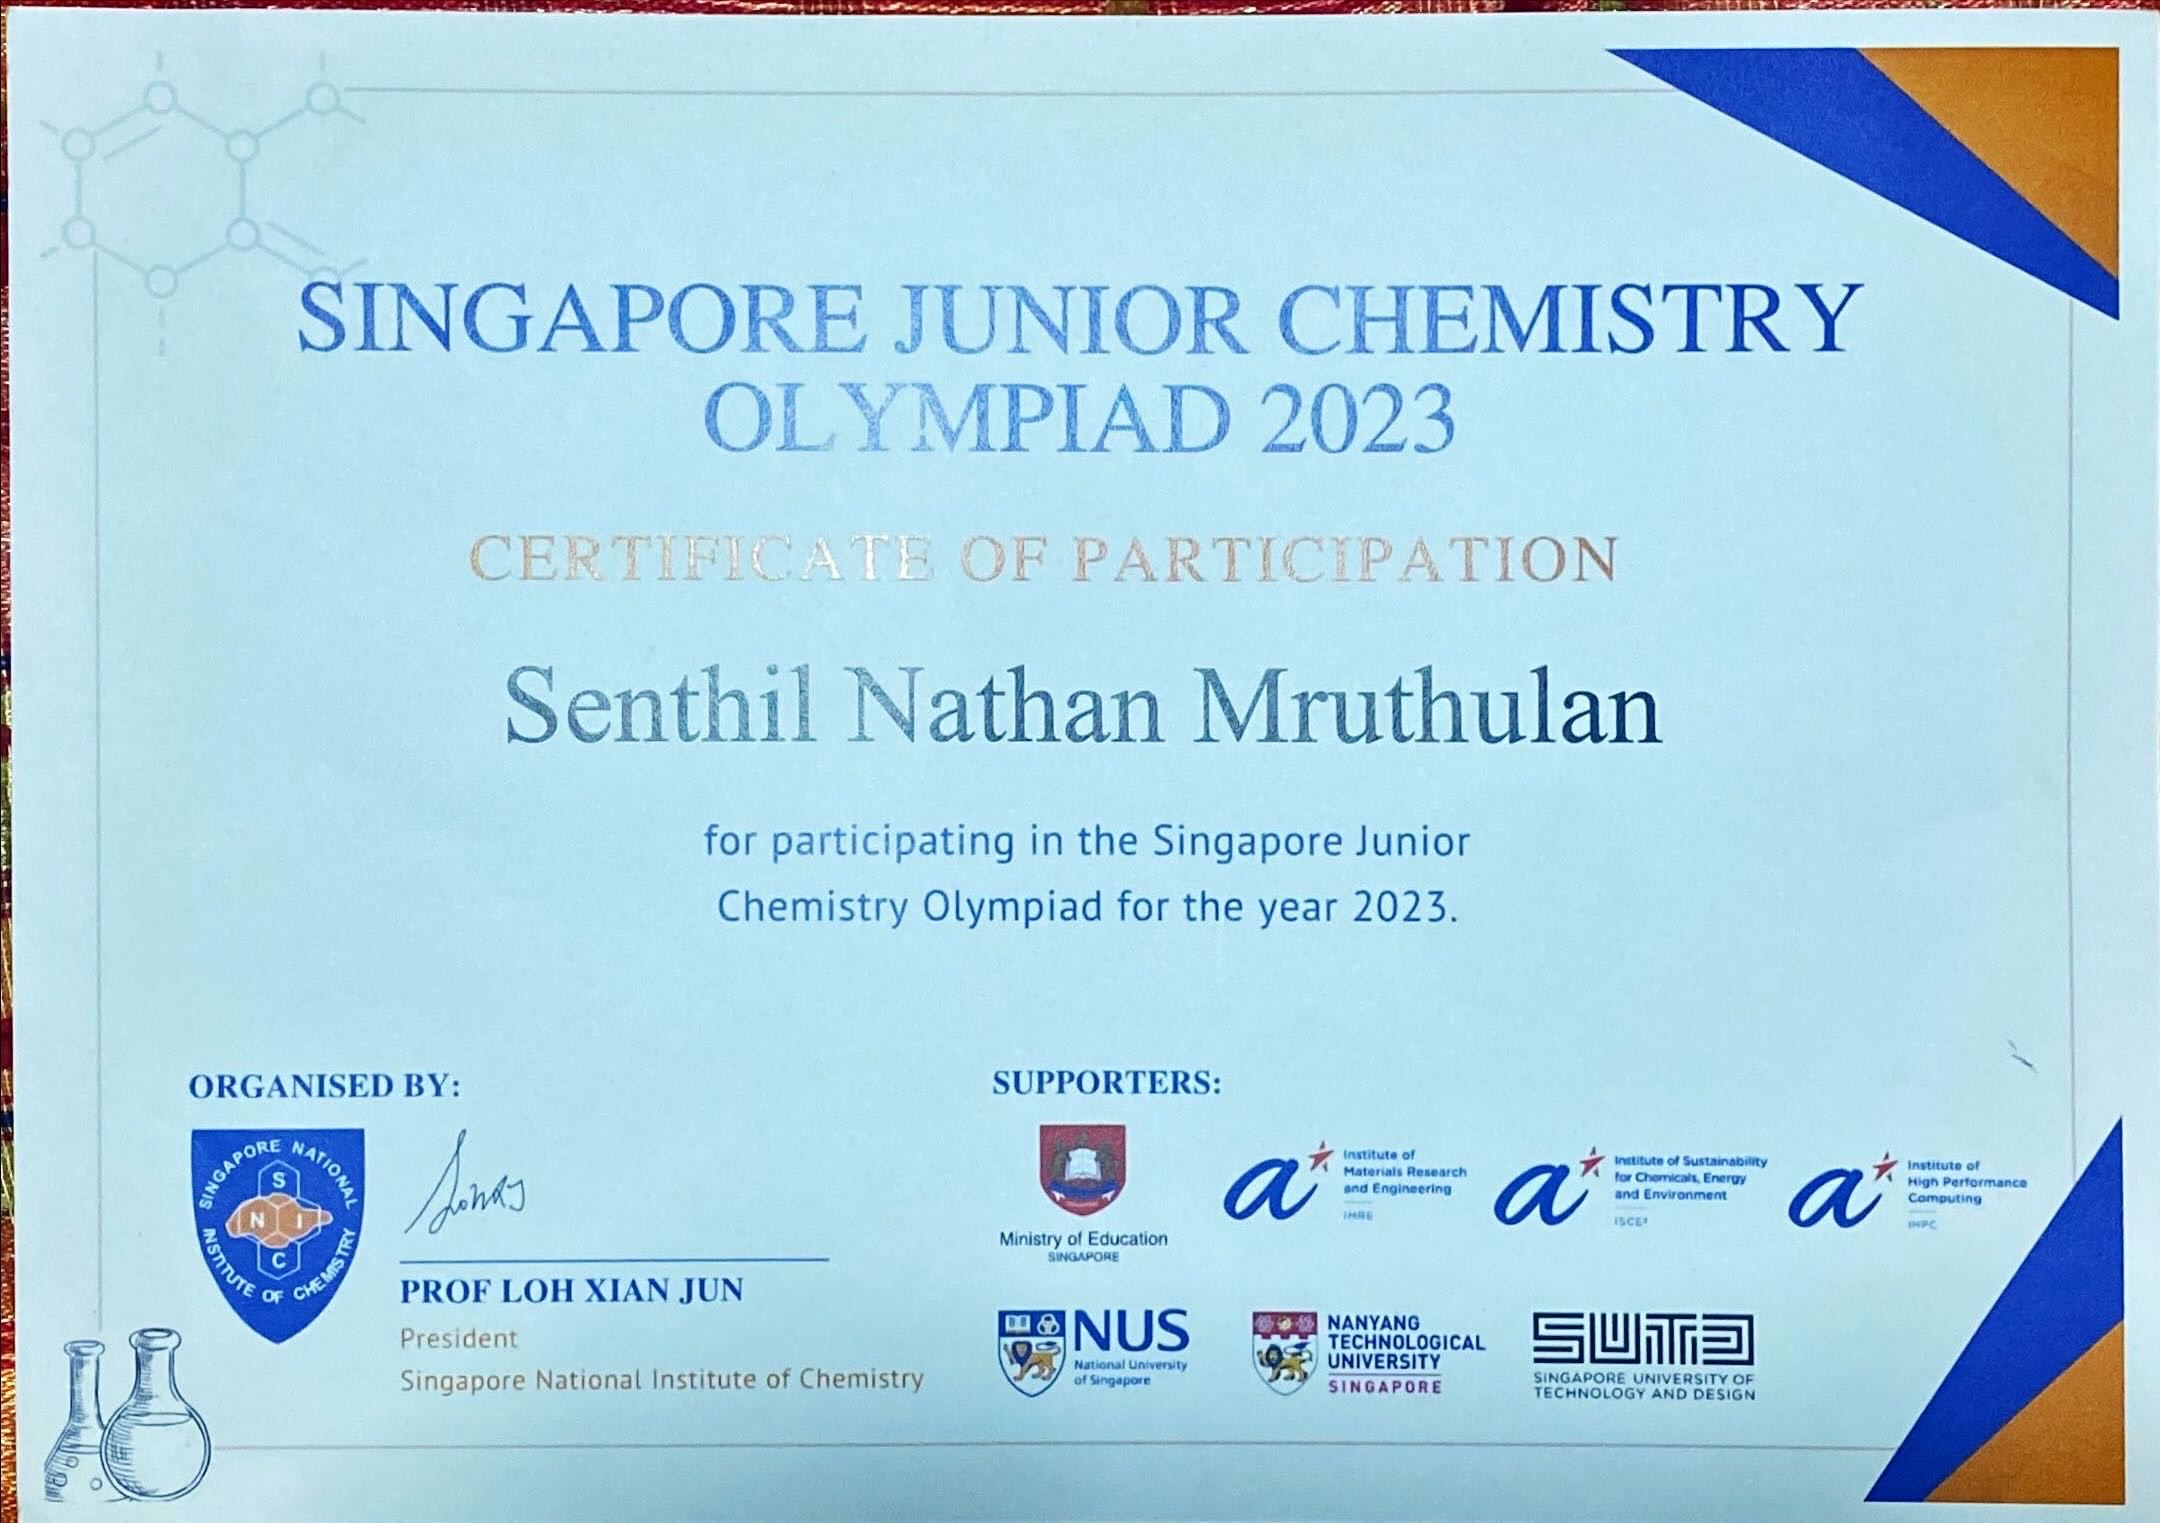 SINGAPORE JUNIOR CHEMISTRY
OLYMPIAD 2023
CERTIFICATE OF PARTICIPATION
Senthil Nathan Mruthulan
for participating in the Singapore Junior
Chemistry Olympiad for the year 2023.
ORGANISED BY:
SINGAPORE NATIONAL
INSTITUTE OF CHEMISTRY
S
N I
C
PROF LOH XIAN JUN
President
Singapore National Institute of Chemistry
SUPPORTERS:
Ministry of Education
SINGAPORE
a
Institute of
Materials Research
and Engineering
IMRE
a
Institute of Sustainability
for Chemicals, Energy
and Environment
ISCE²
a
Institute of
High Performance
Computing
IHPC
NUS
National University
of Singapore
NANYANG
TECHNOLOGICAL
UNIVERSITY
SINGAPORE
SUTD
SINGAPORE UNIVERSITY OF
TECHNOLOGY AND DESIGN